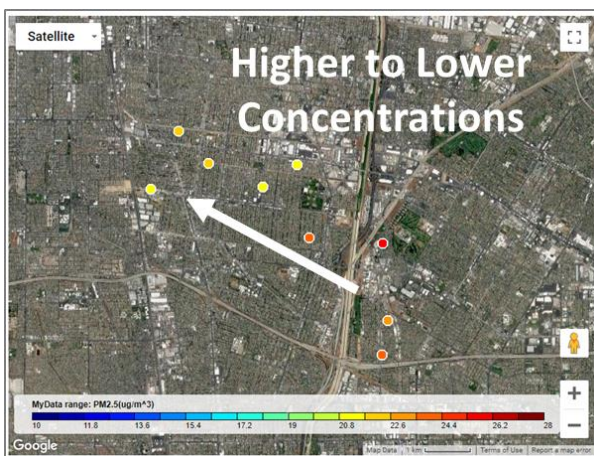 Satellite
Higher to Lower
Concentrations
MyData range: PM2.5(ug/m^3)
10 11.8 13.6 15.4 17.2 19 20.8 22.6 24.4 26.2 28
Google
Map Data 1 km Terms of Use Report a map error